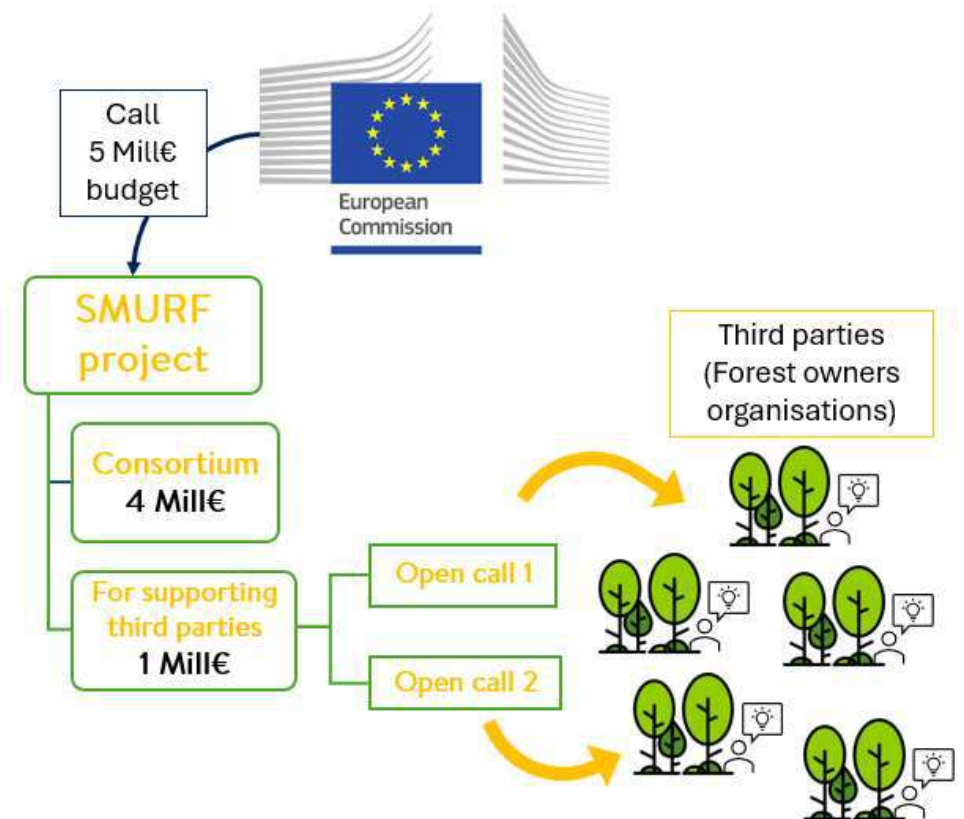 Call
5 Mill€
budget
European
Commission
SMURF
project
Third parties
(Forest owners
organisations)
Consortium
4 Mill€
Open call 1
For supporting
third parties
1 Mill€
Open call 2